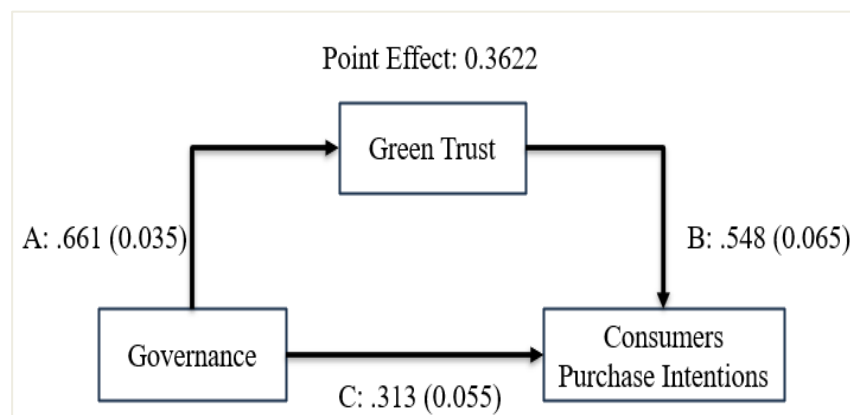 Point Effect: 0.3622
Green Trust
A: .661 (0.035)
B: .548 (0.065)
Governance
Consumers
Purchase Intentions
C: .313 (0.055)